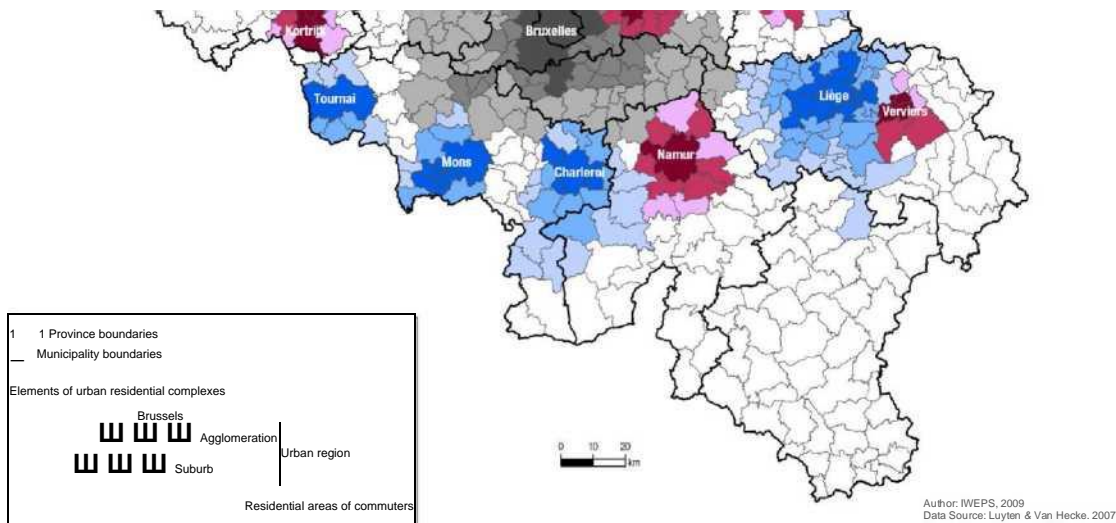 Kortrijk
Bruxelles
Tournai
Liège
Verviers
Mons
Namur
Charleroi
1 1 Province boundaries
Municipality boundaries
Elements of urban residential complexes
Brussels
Ш Ш Ш Agglomeration
Ш Ш Ш Suburb
Urban region
Residential areas of commuters
0 10 20
km
Author: IWEPS, 2009
Data Source: Luyten & Van Hecke. 2007